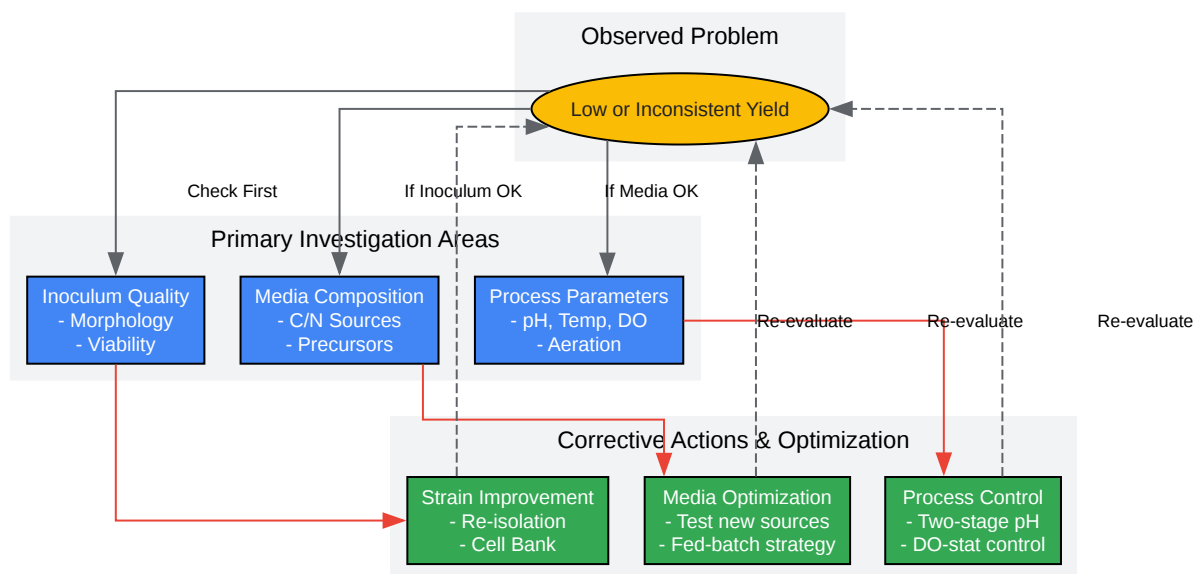 Observed Problem
Low or Inconsistent Yield
Check First
If Inoculum OK
If Media OK
Primary Investigation Areas
Inoculum Quality
- Morphology
- Viability
Media Composition
- C/N Sources
- Precursors
Process Parameters
- pH, Temp, DO
- Aeration
Re-evaluate
Re-evaluate
Re-evaluate
Corrective Actions & Optimization
Strain Improvement
- Re-isolation
- Cell Bank
Media Optimization
- Test new sources
- Fed-batch strategy
Process Control
- Two-stage pH
- DO-stat control